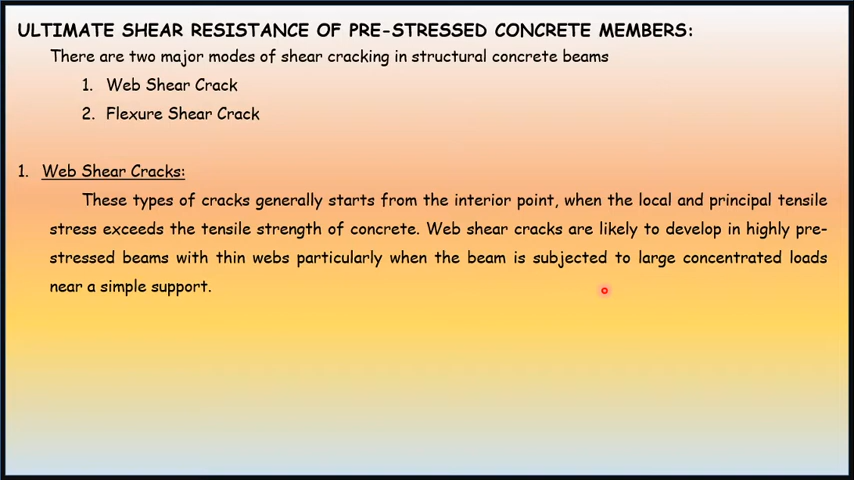 ULTIMATE SHEAR RESISTANCE OF PRE-STRESSED CONCRETE MEMBERS:
There are two major modes of shear cracking in structural concrete beams
1. Web Shear Crack
2. Flexure Shear Crack
1. Web Shear Cracks:
These types of cracks generally starts from the interior point, when the local and principal tensile
stress exceeds the tensile strength of concrete. Web shear cracks are likely to develop in highly pre-
stressed beams with thin webs particularly when the beam is subjected to large concentrated loads
near a simple support.